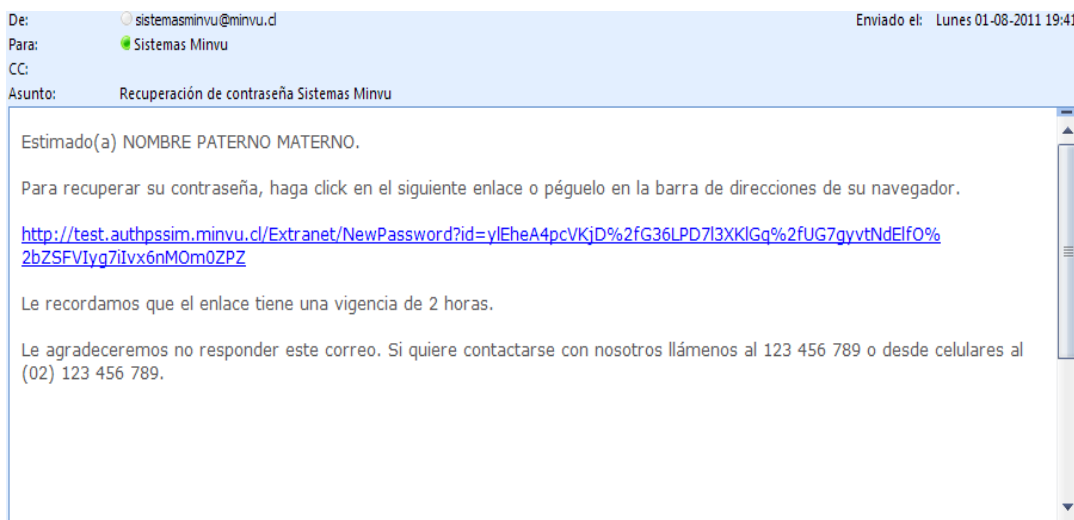 De: sistemasminvu@minvu.cl Enviado el: Lunes 01-08-2011 19:41
Para: Sistemas Minvu
CC:
Asunto: Recuperación de contraseña Sistemas Minvu
Estimado(a) NOMBRE PATERNO MATERNO.
Para recuperar su contraseña, haga click en el siguiente enlace o péguelo en la barra de direcciones de su navegador.
http://test.authpssim.minvu.cl/Extranet/NewPassword?id=ylEheA4pcVKjD%2fG36LPD7l3XKlGq%2fUG7gyvtNdElfO%
2bZSFVIyg7iIvx6nMOm0ZPZ
Le recordamos que el enlace tiene una vigencia de 2 horas.
Le agradeceremos no responder este correo. Si quiere contactarse con nosotros llámenos al 123 456 789 o desde celulares al
(02) 123 456 789.